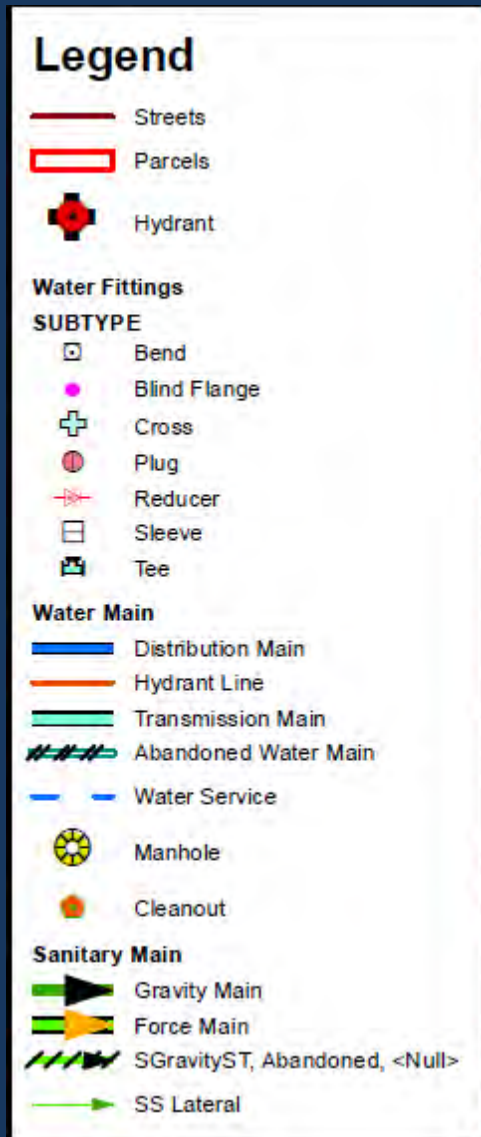 Legend
Streets
Parcels
Hydrant
Water Fittings
SUBTYPE
Bend
Blind Flange
Cross
Plug
Reducer
Sleeve
Tee
Water Main
Distribution Main
Hydrant Line
Transmission Main
Abandoned Water Main
Water Service
Manhole
Cleanout
Sanitary Main
Gravity Main
Force Main
SGravityST, Abandoned, <Null>
SS Lateral